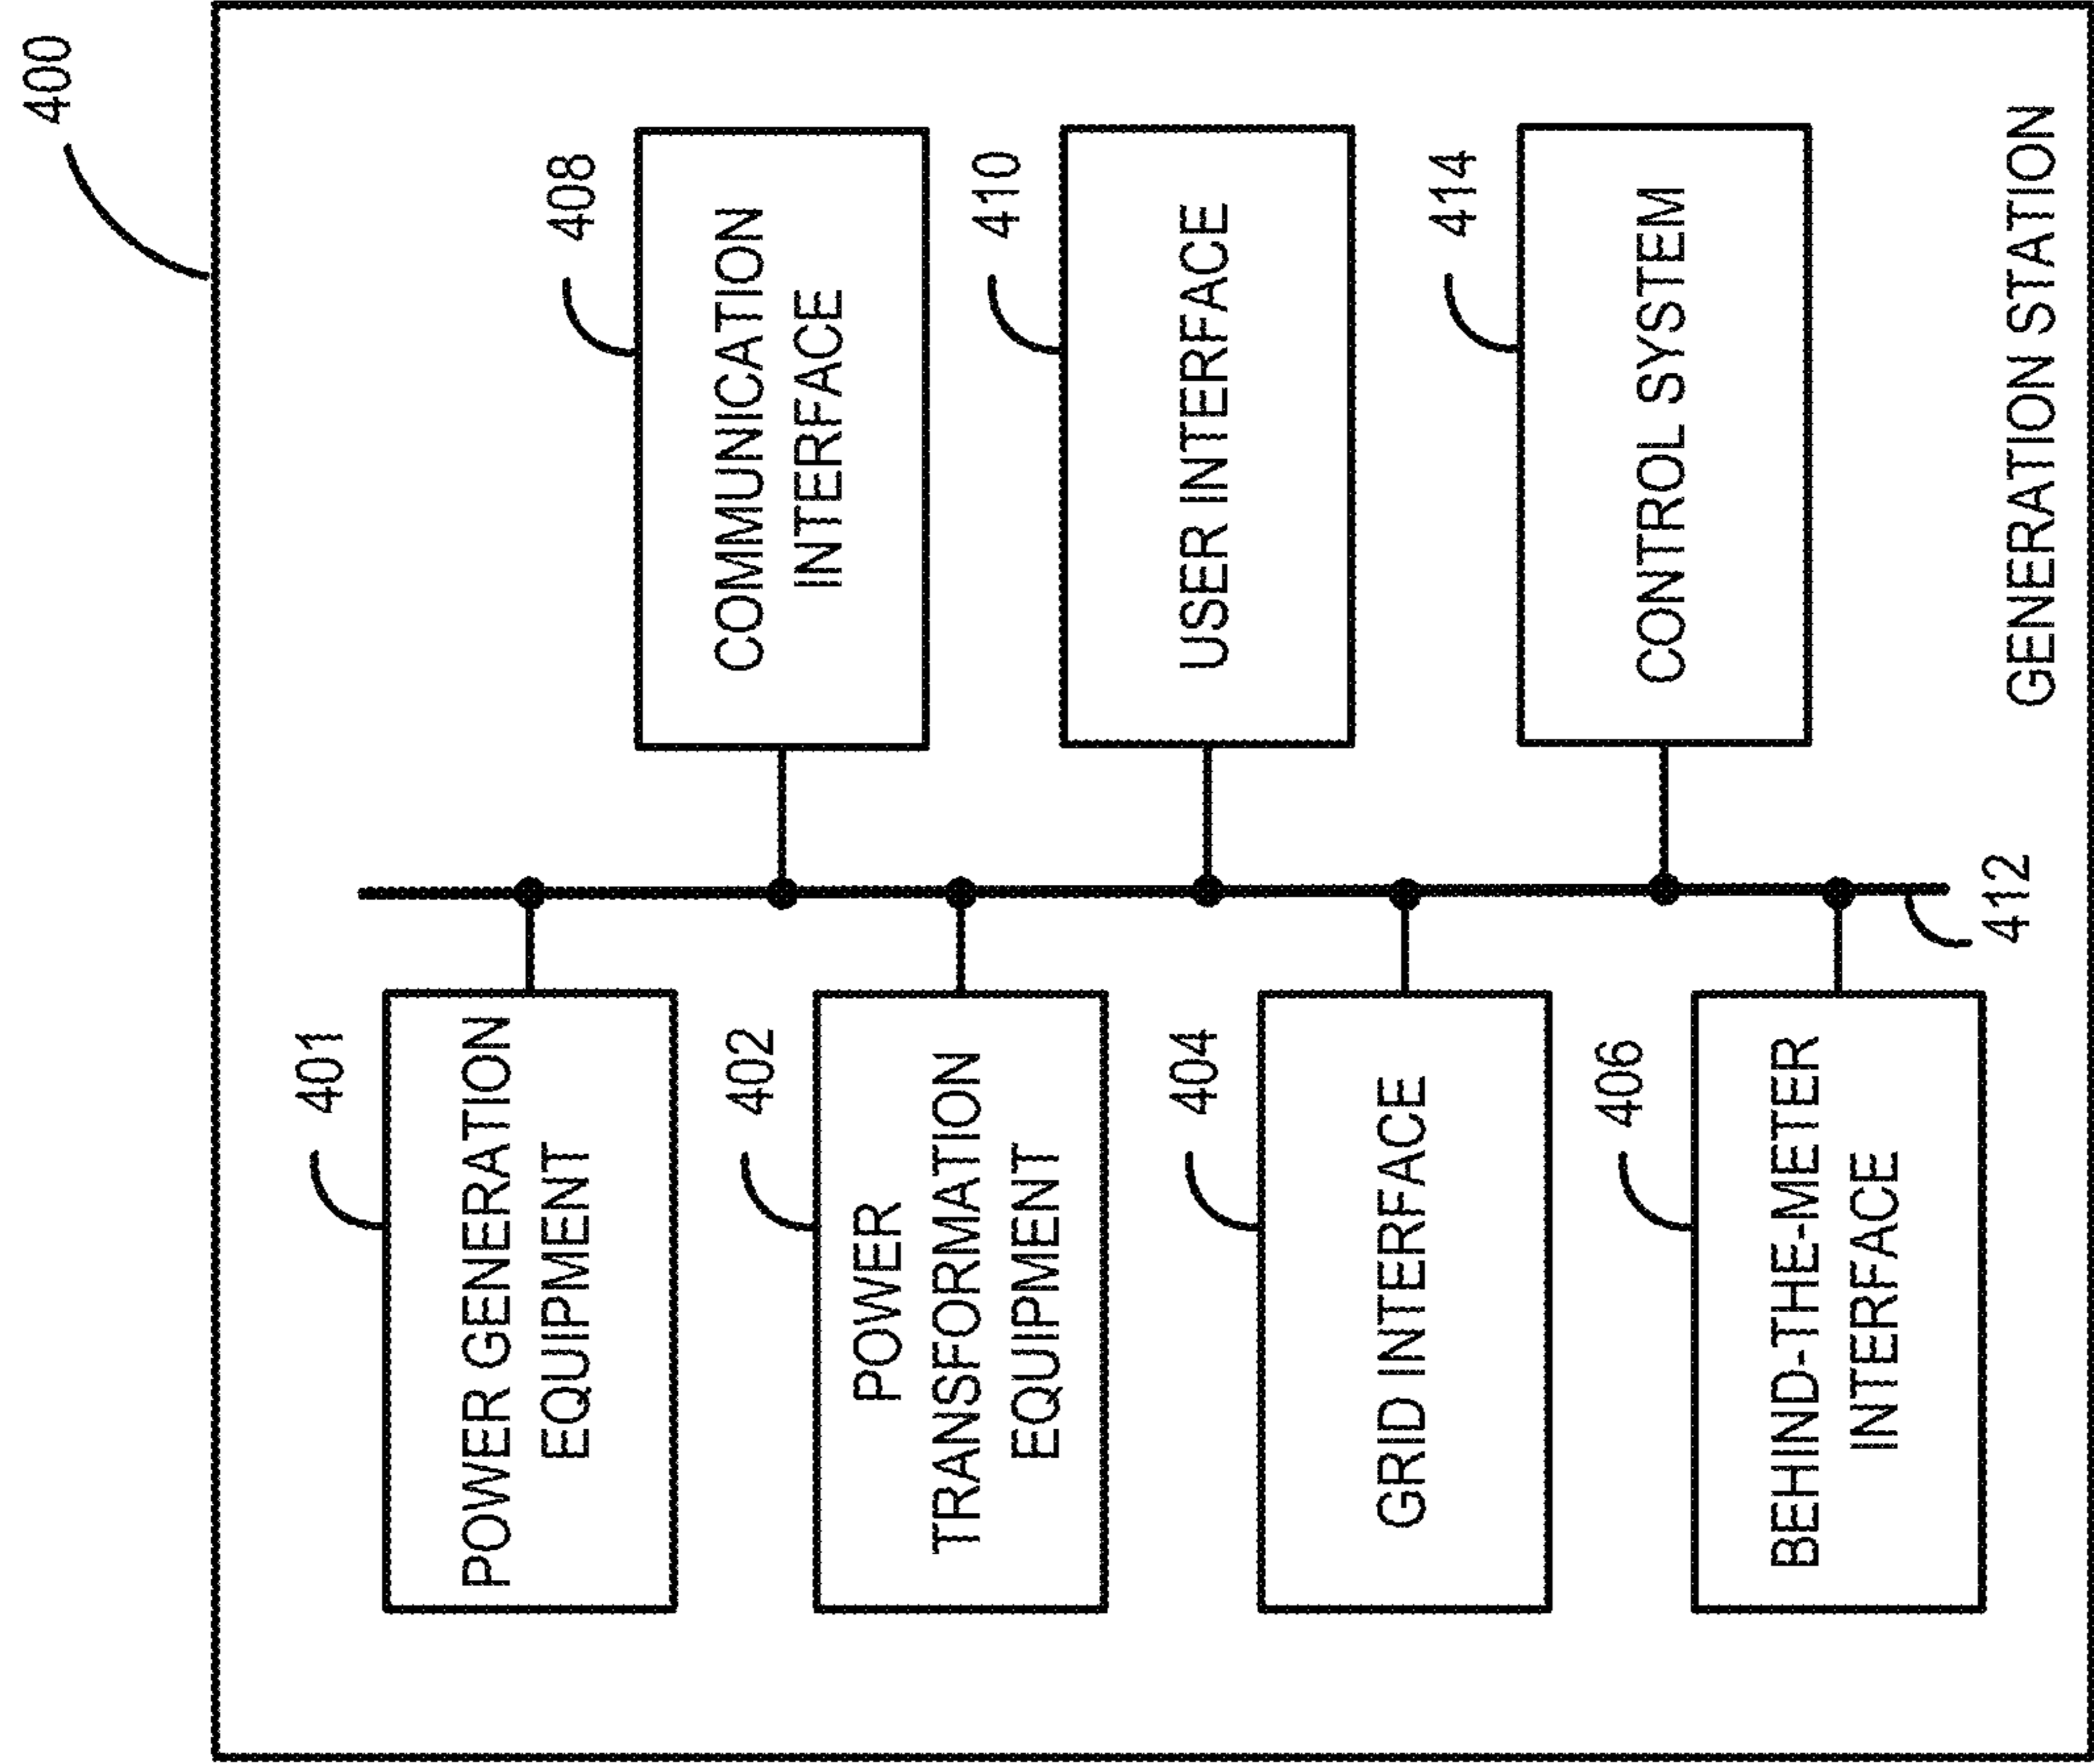 400
401
POWER GENERATION
EQUIPMENT
408
COMMUNICATION
INTERFACE
402
POWER
TRANSFORMATION
EQUIPMENT
410
USER INTERFACE
404
GRID INTERFACE
414
CONTROL SYSTEM
406
BEHIND-THE-METER
INTERFACE
412
GENERATION STATION